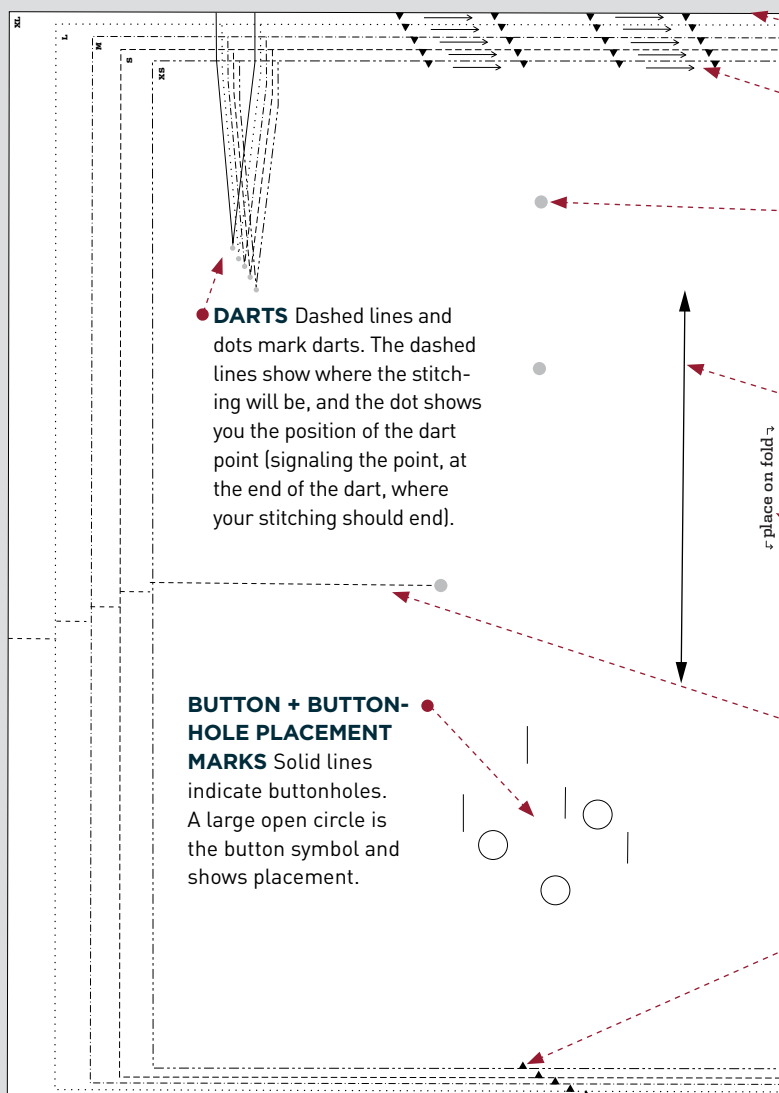 XL
L
M
S
XS
DARTS Dashed lines and
dots mark darts. The dashed
lines show where the stitch-
ing will be, and the dot shows
you the position of the dart
point (signaling the point, at
the end of the dart, where
your stitching should end).
place on fold
BUTTON + BUTTON-
HOLE PLACEMENT
MARKS Solid lines
indicate buttonholes.
A large open circle is
the button symbol and
shows placement.